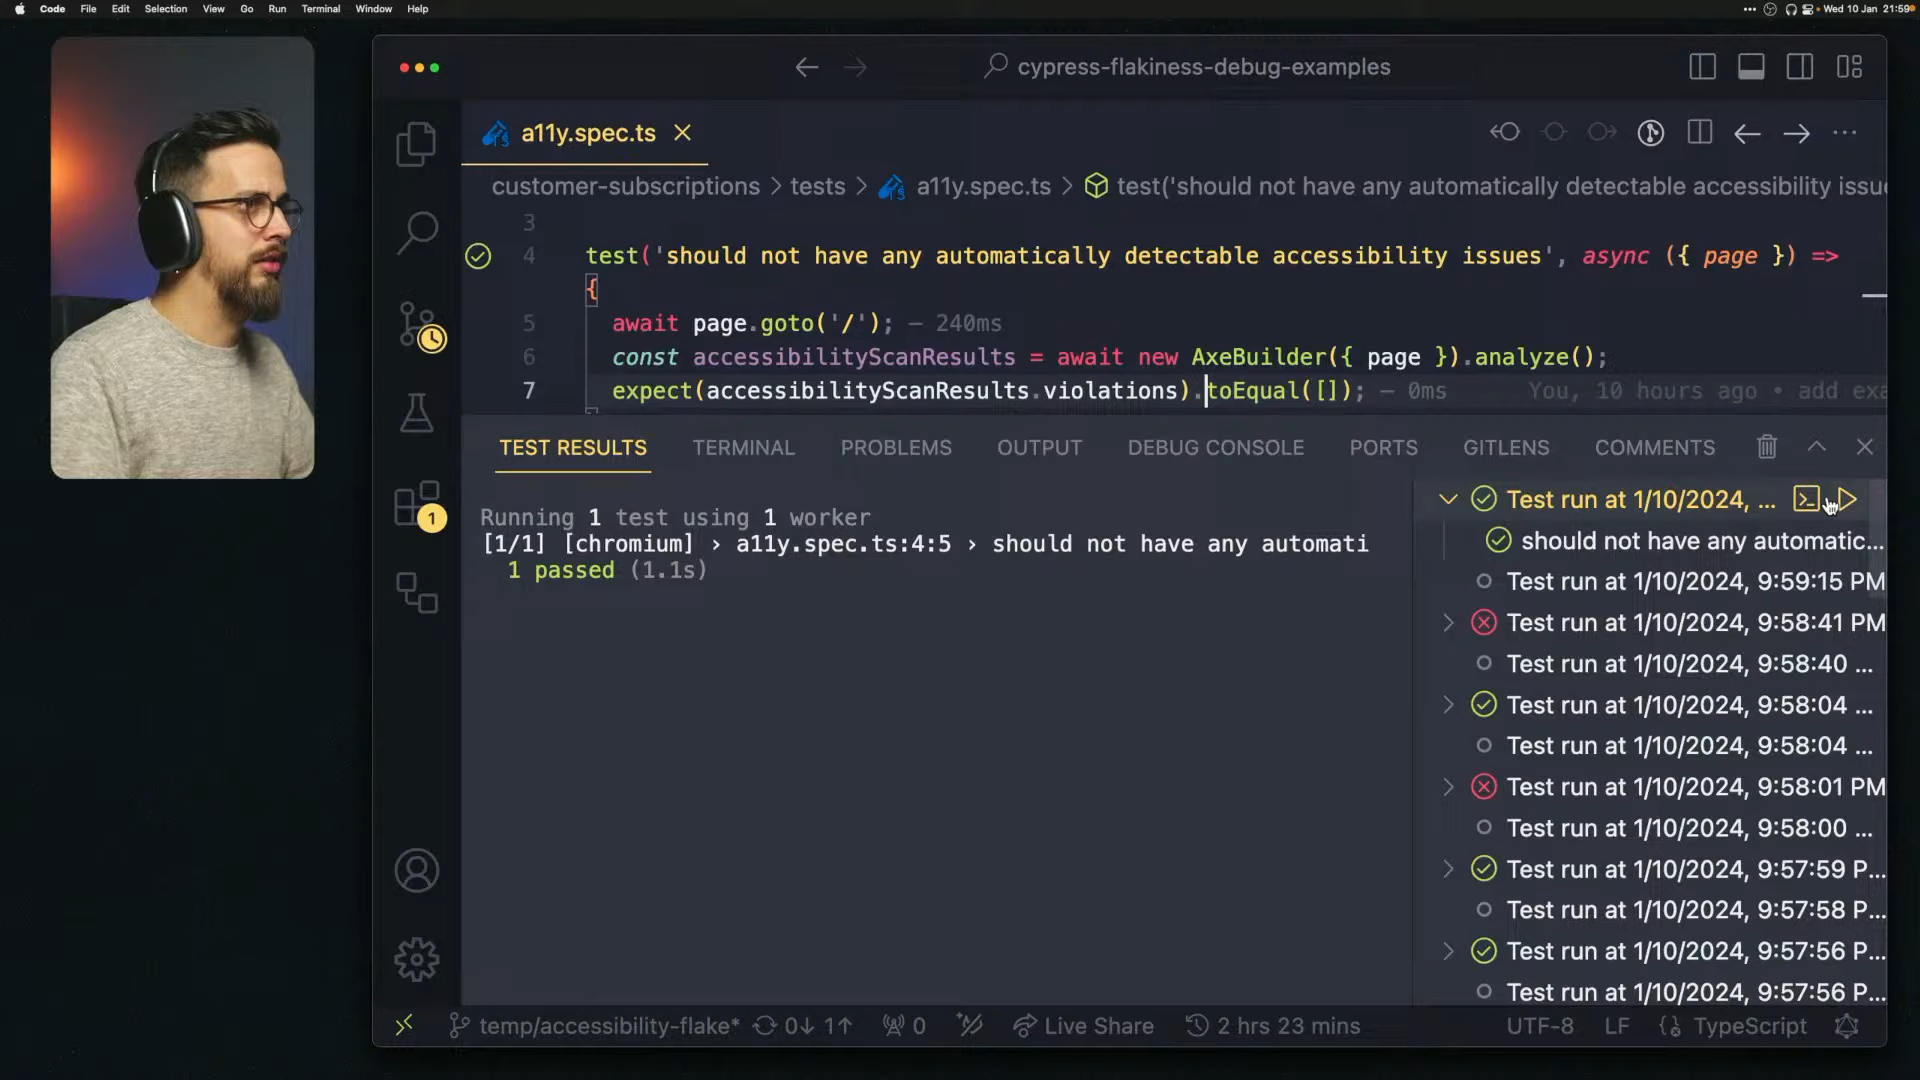 Code File Edit Selection View Go Run Terminal Window Help
Wed 10 Jan 21:59
cypress-flakiness-debug-examples
a11y.spec.ts
customer-subscriptions > tests > a11y.spec.ts > test('should not have any automatically detectable accessibility issu
3
4 test('should not have any automatically detectable accessibility issues', async ({ page }) =>
{
5 await page.goto('/'); — 240ms
6 const accessibilityScanResults = await new AxeBuilder({ page }).analyze();
7 expect(accessibilityScanResults.violations).toEqual([]); — 0ms You, 10 hours ago • add exa
TEST RESULTS TERMINAL PROBLEMS OUTPUT DEBUG CONSOLE PORTS GITLENS COMMENTS
1
Running 1 test using 1 worker
[1/1] [chromium] › a11y.spec.ts:4:5 › should not have any automati
1 passed (1.1s)
Test run at 1/10/2024, ...
should not have any automatic...
Test run at 1/10/2024, 9:59:15 PM
Test run at 1/10/2024, 9:58:41 PM
Test run at 1/10/2024, 9:58:40 ...
Test run at 1/10/2024, 9:58:04 ...
Test run at 1/10/2024, 9:58:04 ...
Test run at 1/10/2024, 9:58:01 PM
Test run at 1/10/2024, 9:58:00 ...
Test run at 1/10/2024, 9:57:59 P...
Test run at 1/10/2024, 9:57:58 P...
Test run at 1/10/2024, 9:57:56 P...
Test run at 1/10/2024, 9:57:56 P...
temp/accessibility-flake* 0↓ 1↑ 0 Live Share 2 hrs 23 mins UTF-8 LF TypeScript